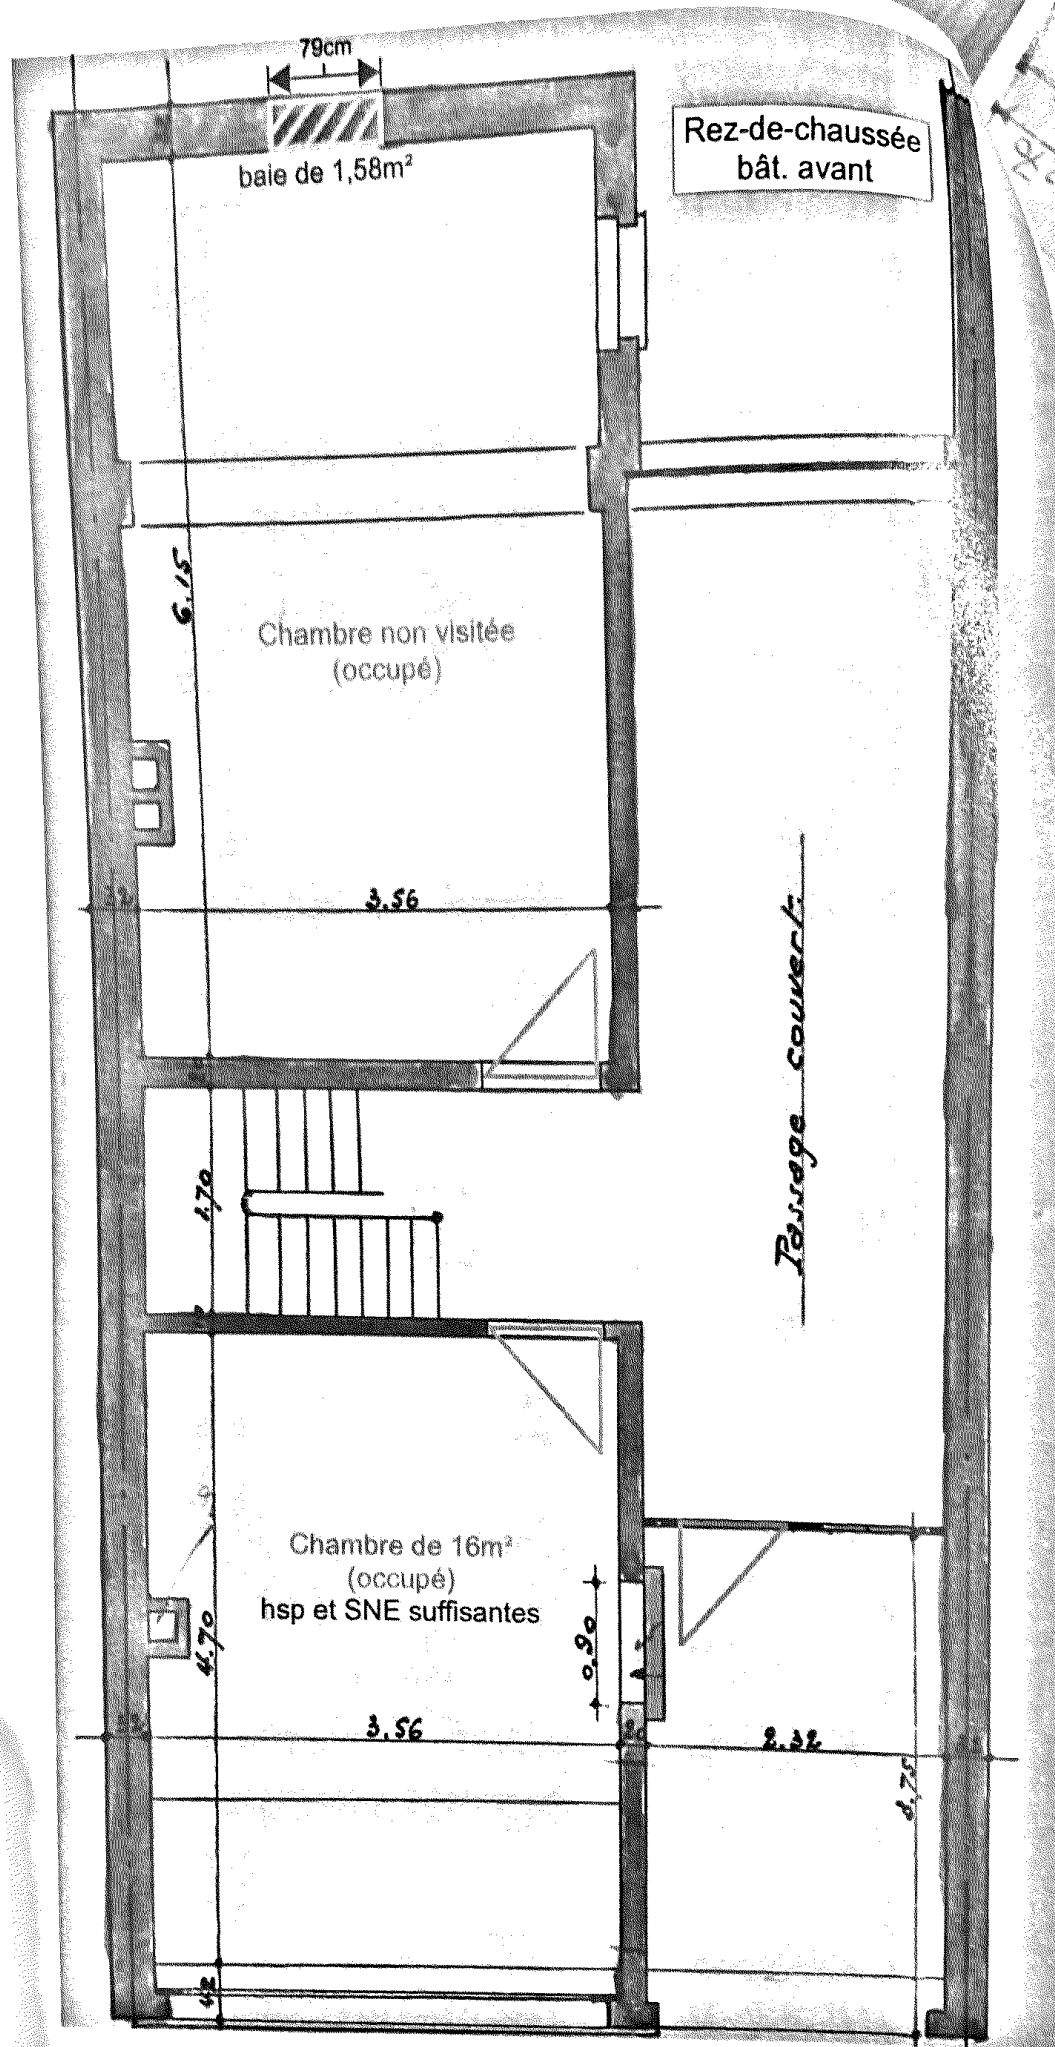 79cm
Rez-de-chaussée
bât. avant
baie de 1,58m²
6.15
Chambre non visitée
(occupé)
3.56
Passage couvert
1.70
Chambre de 16m²
(occupé)
hsp et SNE suffisantes
4.70
0.90
3.56
2.32
3.75
42